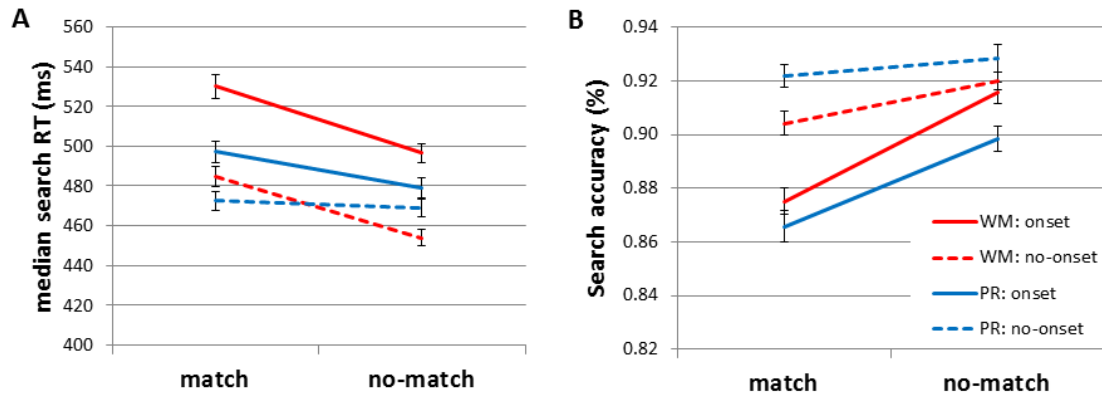 A
median search RT (ms)
560
540
520
500
480
460
440
420
400
match
no-match
B
Search accuracy (%)
0.94
0.92
0.90
0.88
0.86
0.84
0.82
match
no-match
WM: onset
WM: no-onset
PR: onset
PR: no-onset